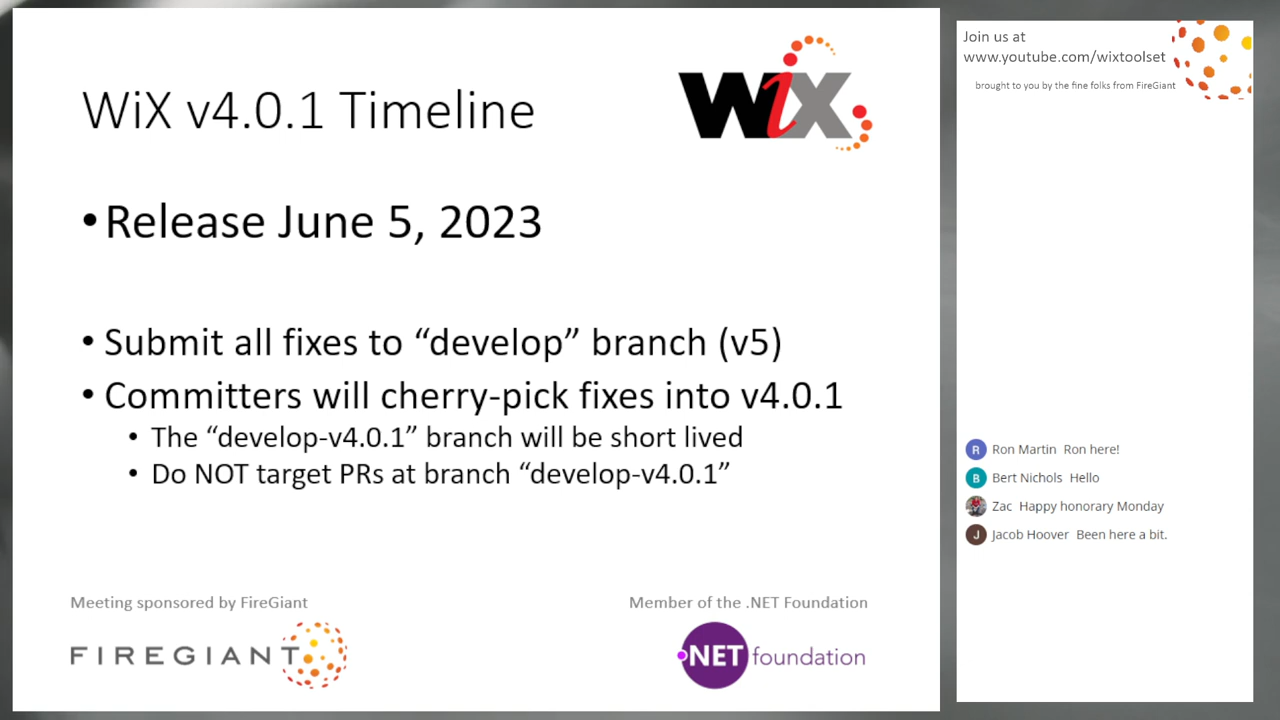 WiX v4.0.1 Timeline
WiX
• Release June 5, 2023
• Submit all fixes to “develop” branch (v5)
• Committers will cherry-pick fixes into v4.0.1
• The “develop-v4.0.1” branch will be short lived
• Do NOT target PRs at branch “develop-v4.0.1”
Meeting sponsored by FireGiant
FIREGIANT
Member of the .NET Foundation
.NET foundation
Join us at
www.youtube.com/wixtoolset
brought to you by the fine folks from FireGiant
R Ron Martin Ron here!
B Bert Nichols Hello
Zac Happy honorary Monday
J Jacob Hoover Been here a bit.